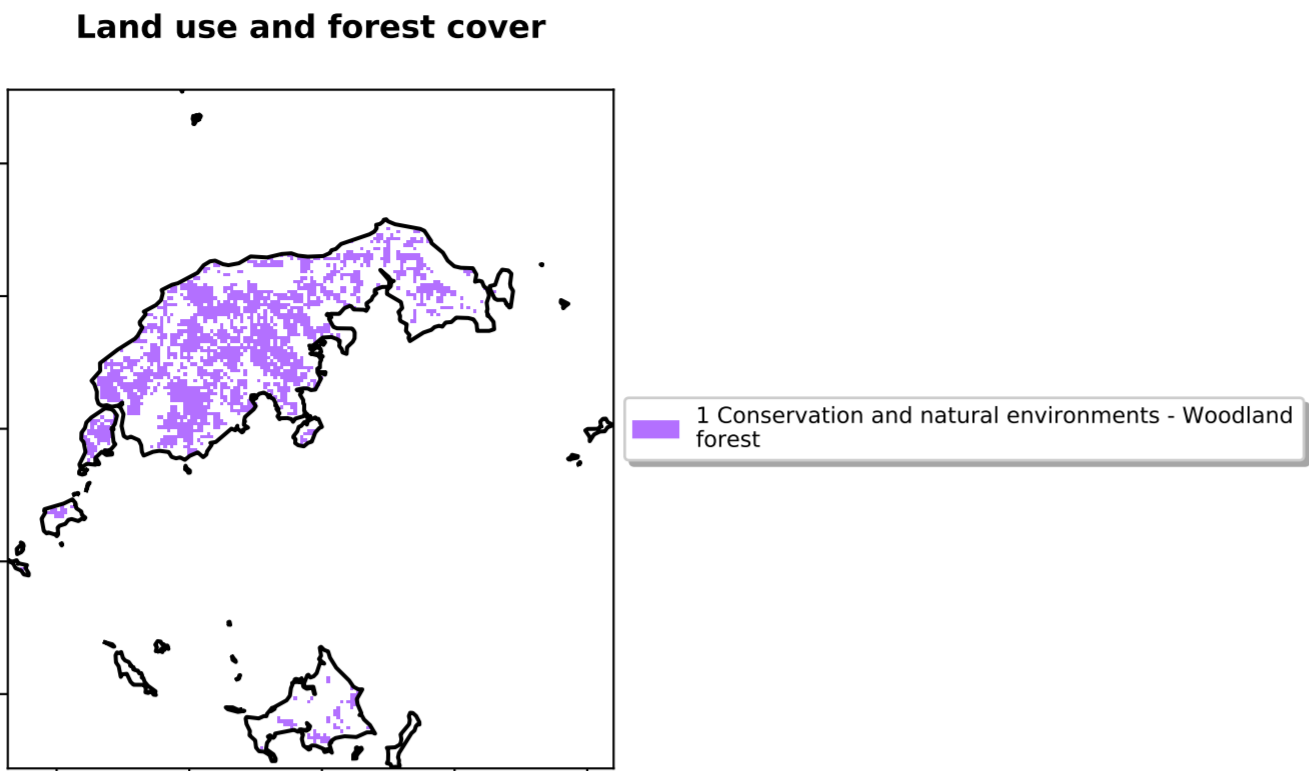 Land use and forest cover
1 Conservation and natural environments - Woodland
forest